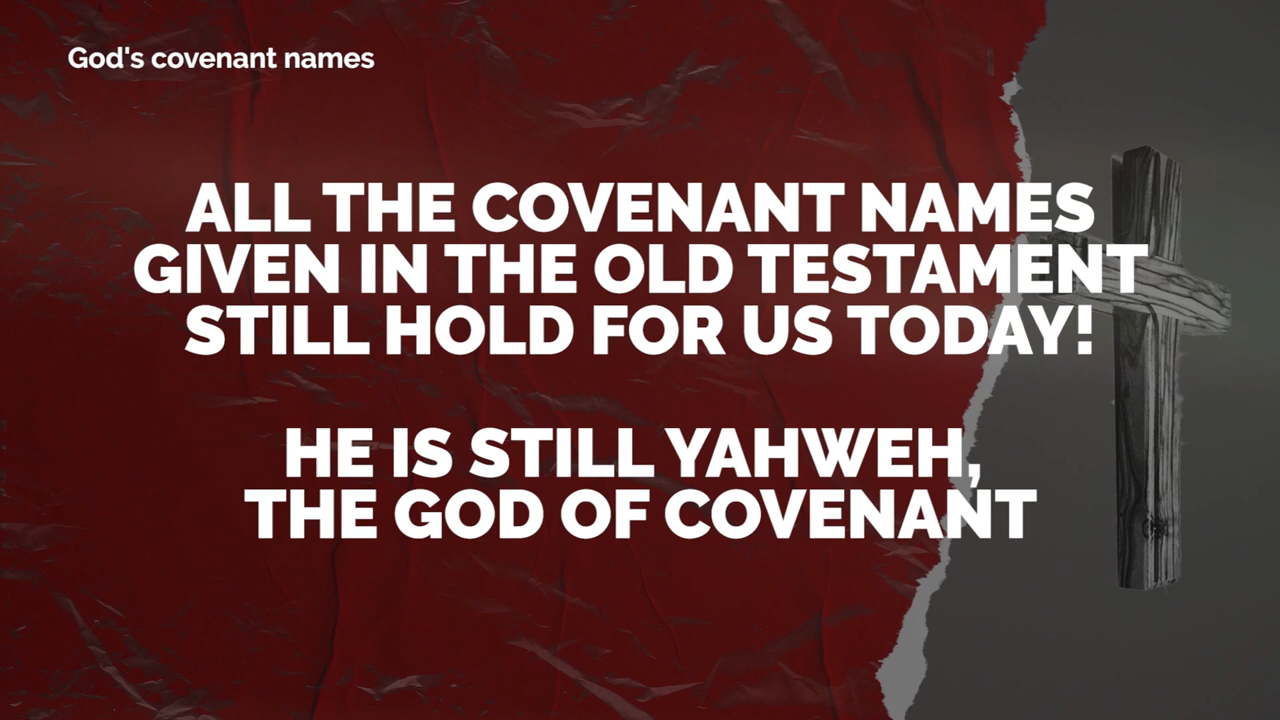 God's covenant names
ALL THE COVENANT NAMES
GIVEN IN THE OLD TESTAMENT
STILL HOLD FOR US TODAY!
HE IS STILL YAHWEH,
THE GOD OF COVENANT